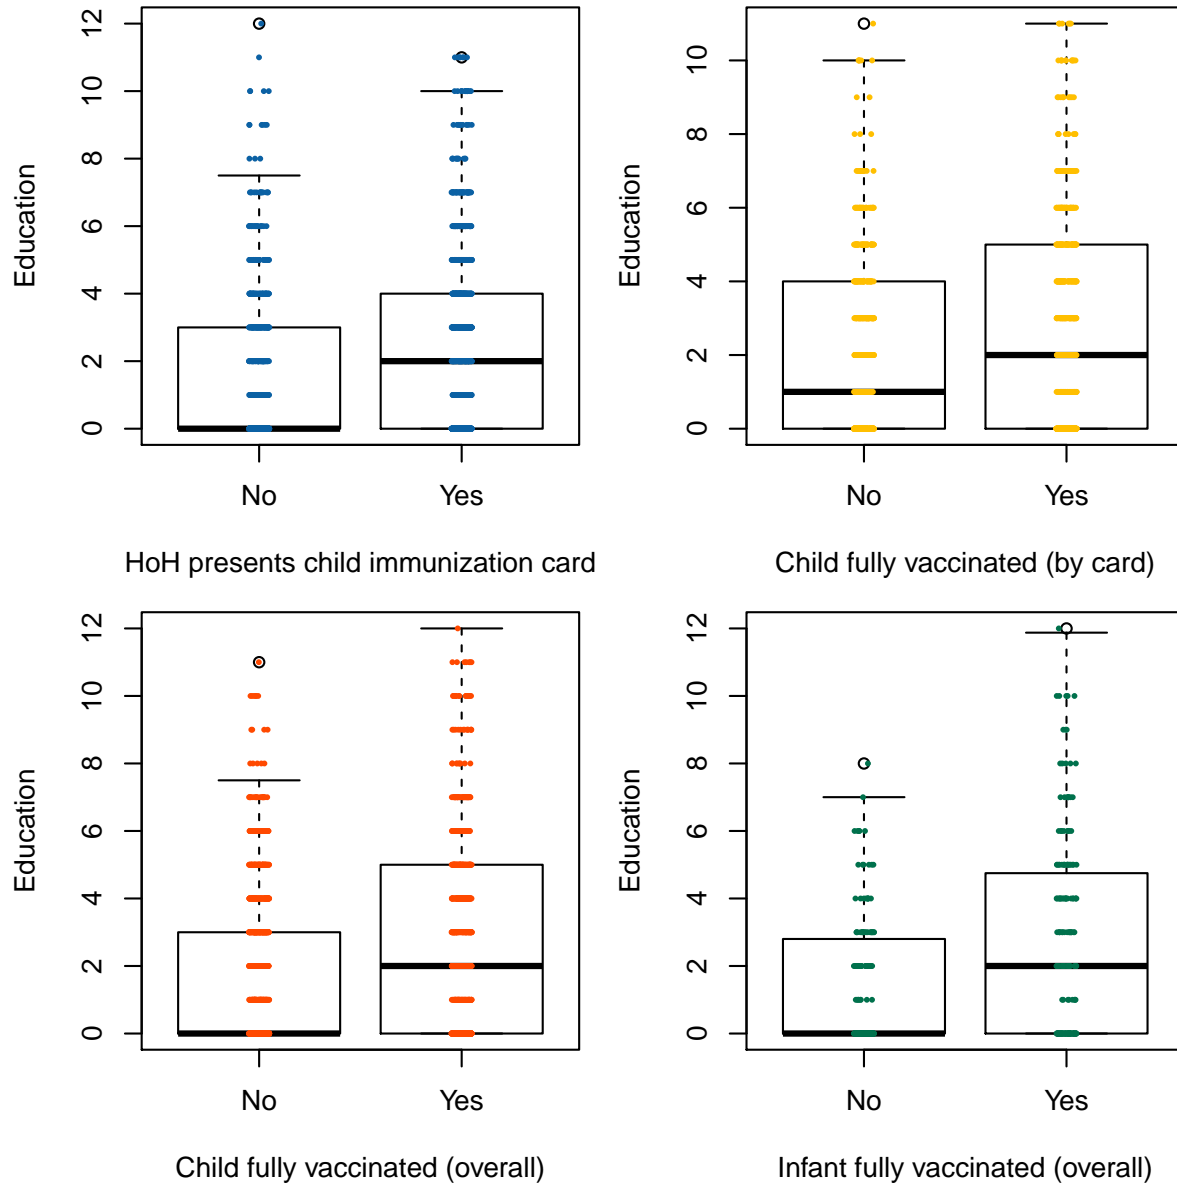 12
10
8
6
4
2
0
Education
No Yes
HoH presents child immunization card
10
8
6
4
2
0
Education
No Yes
Child fully vaccinated (by card)
12
10
8
6
4
2
0
Education
No Yes
Child fully vaccinated (overall)
12
10
8
6
4
2
0
Education
No Yes
Infant fully vaccinated (overall)